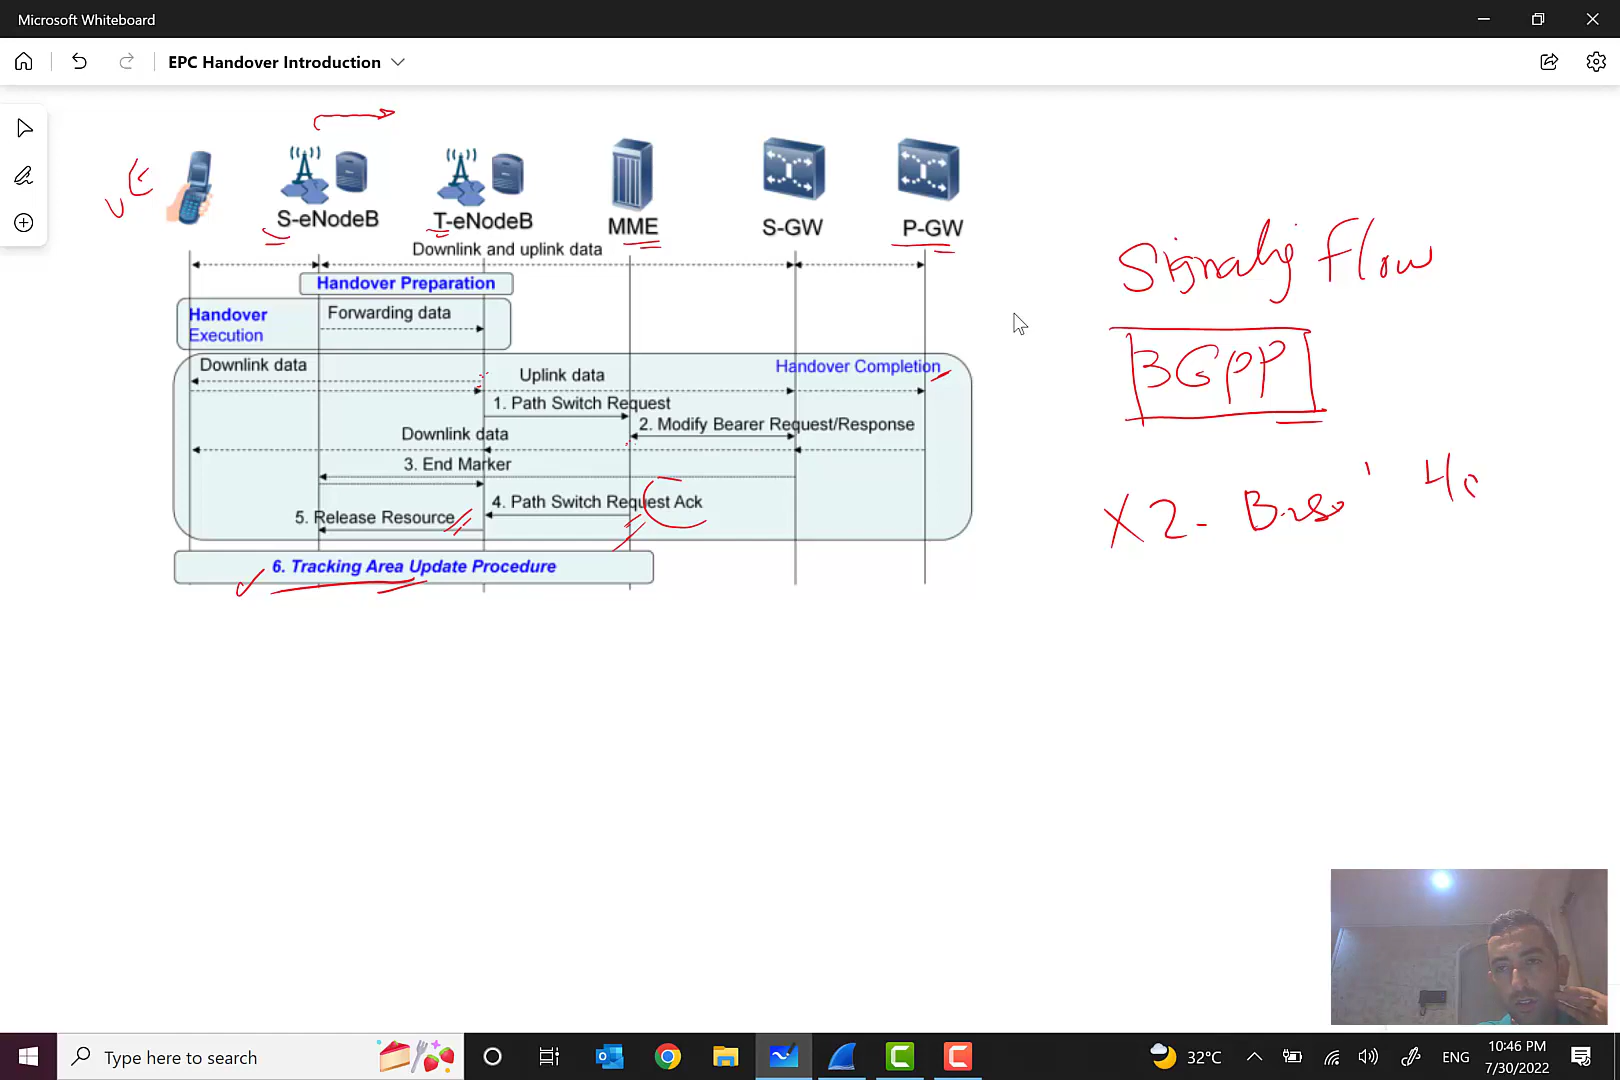 Microsoft Whiteboard
EPC Handover Introduction
UE
S-eNodeB
T-eNodeB
MME
S-GW
P-GW
Downlink and uplink data
Handover Preparation
Handover
Execution
Forwarding data
Downlink data
Uplink data
Handover Completion
1. Path Switch Request
2. Modify Bearer Request/Response
Downlink data
3. End Marker
4. Path Switch Request Ack
5. Release Resource
6. Tracking Area Update Procedure
Signaling Flow
3GPP
X2-
Type here to search
32°C
ENG
10:46 PM
7/30/2022